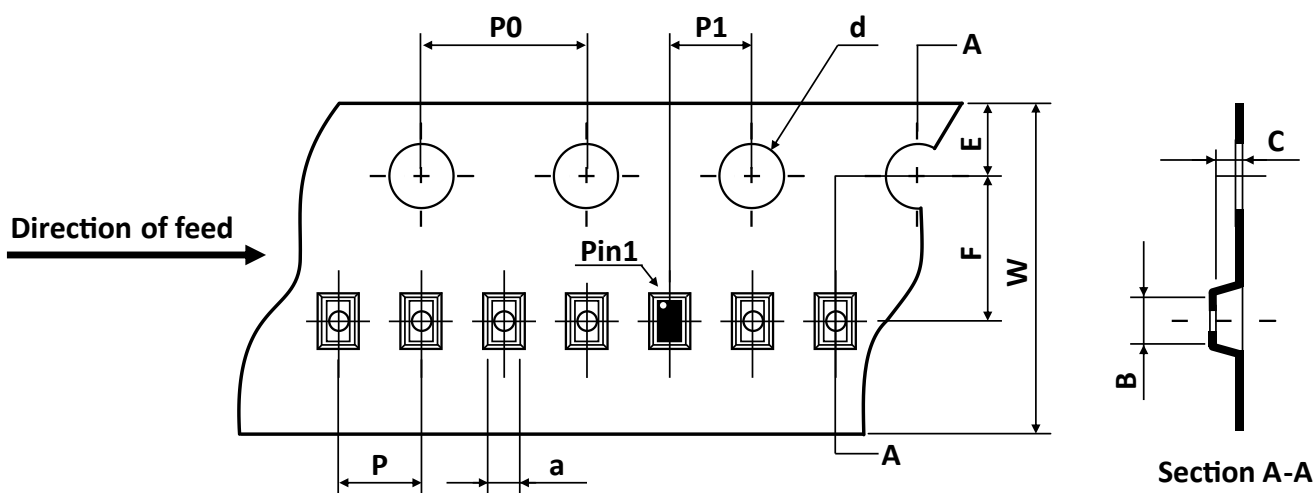 P0
P1
d
A
E
C
Direction of feed
Pin1
F
W
B
P
a
A
Section A-A